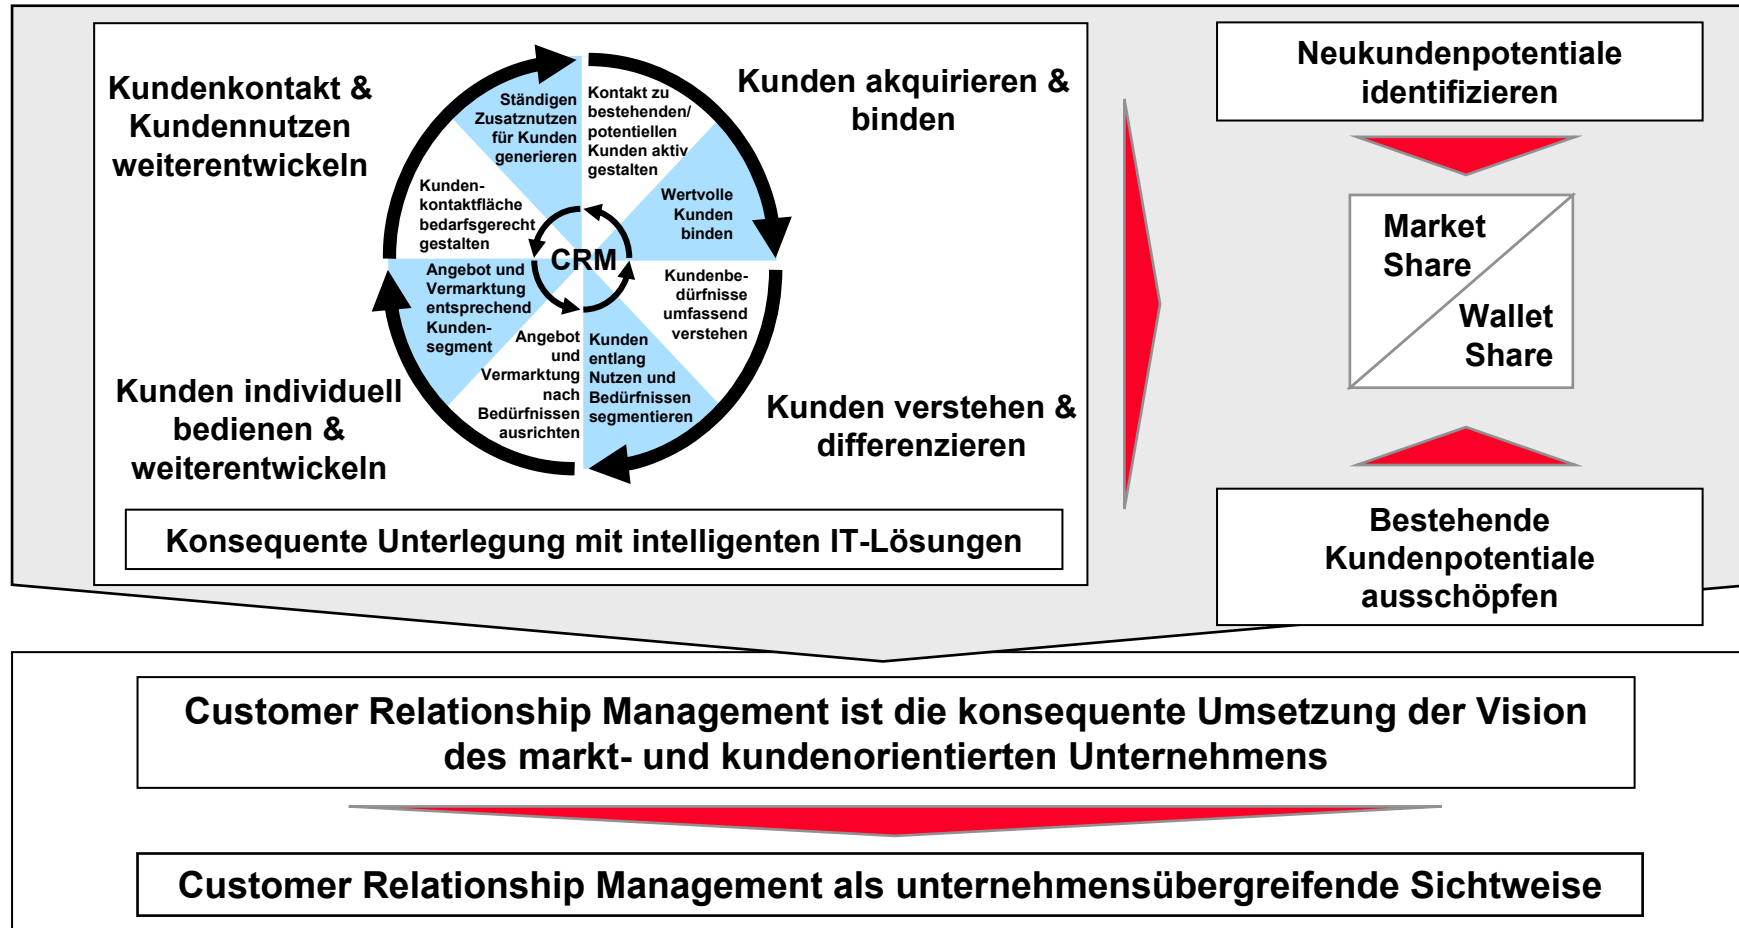 Kundenkontakt &
Kundennutzen
weiterentwickeln
Ständigen
Zusatznutzen
für Kunden
generieren
Kontakt zu
bestehenden/
potentiellen
Kunden aktiv
gestalten
Kunden akquirieren &
binden
Kunden-
kontaktfläche
bedarfsgerecht
gestalten
Wertvolle
Kunden
binden
CRM
Angebot und
Vermarktung
entsprechend
Kunden-
segment
Kundenbe-
dürfnisse
umfassend
verstehen
Angebot
und
Vermarktung
nach
Bedürfnissen
ausrichten
Kunden
entlang
Nutzen und
Bedürfnissen
segmentieren
Kunden individuell
bedienen &
weiterentwickeln
Kunden verstehen &
differenzieren
Konsequente Unterlegung mit intelligenten IT-Lösungen
Neukundenpotentiale
identifizieren
Market
Share
Wallet
Share
Bestehende
Kundenpotentiale
ausschöpfen
Customer Relationship Management ist die konsequente Umsetzung der Vision
des markt- und kundenorientierten Unternehmens
Customer Relationship Management als unternehmensübergreifende Sichtweise